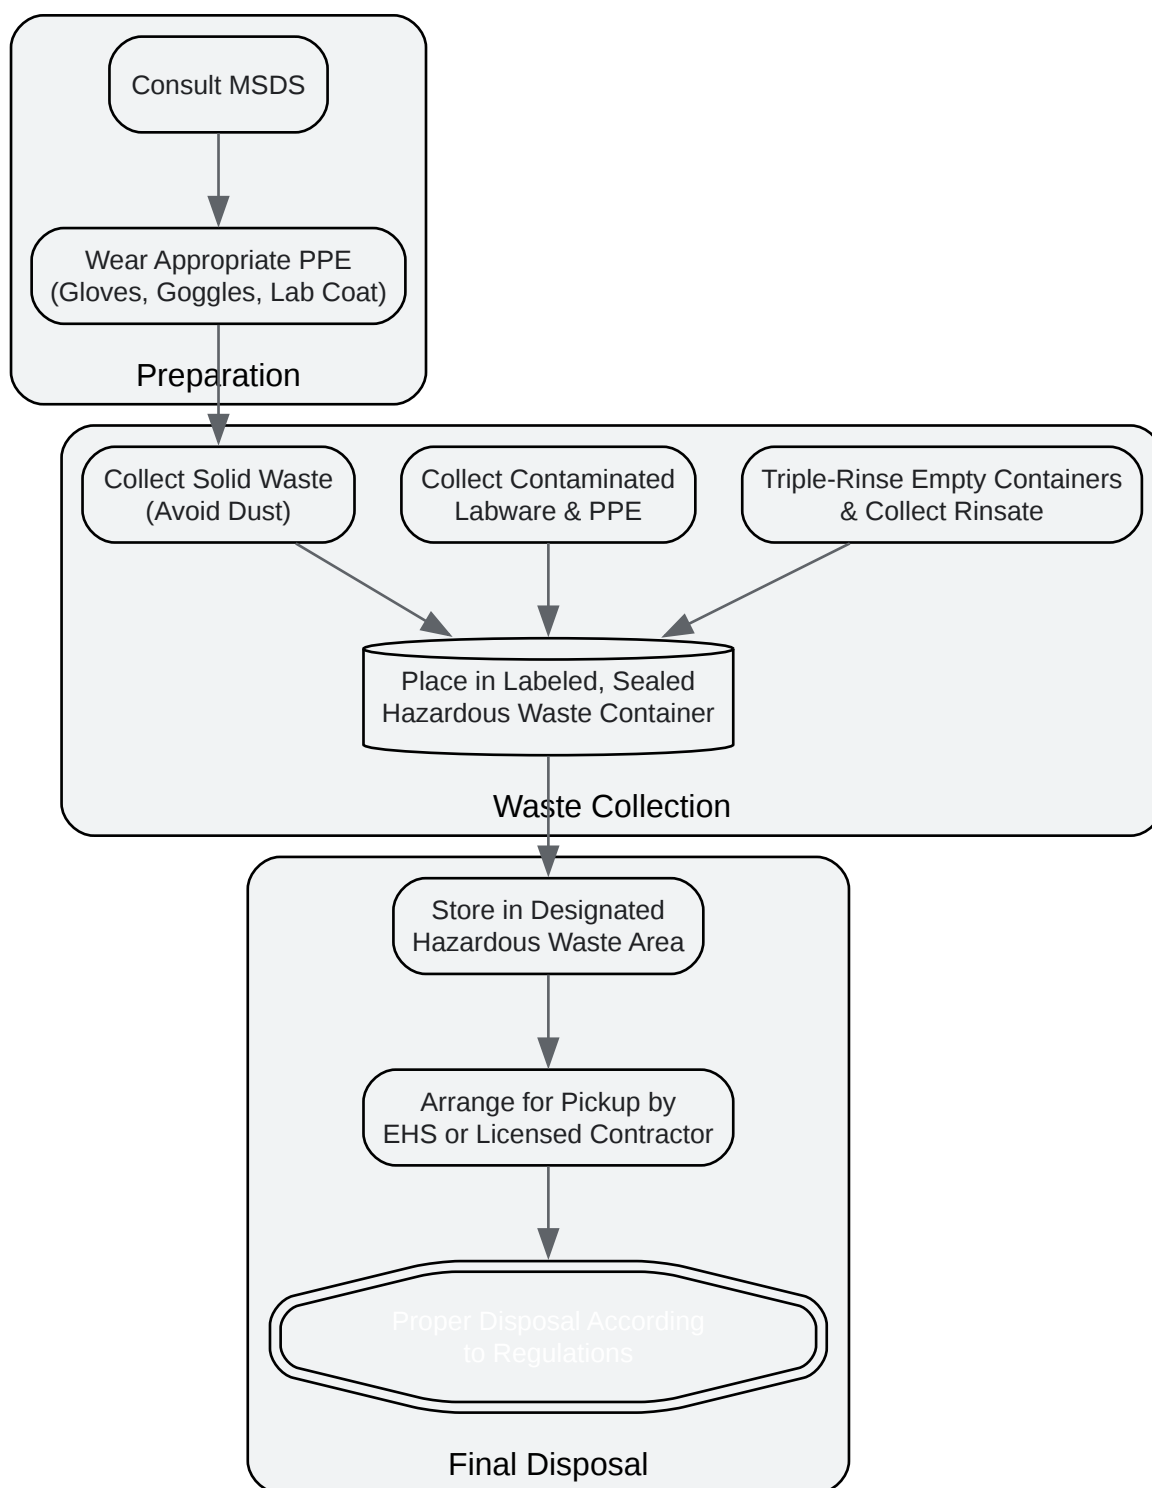 Consult MSDS
Wear Appropriate PPE
(Gloves, Goggles, Lab Coat)
Preparation
Collect Solid Waste
(Avoid Dust)
Collect Contaminated
Labware & PPE
Triple-Rinse Empty Containers
& Collect Rinsate
Place in Labeled, Sealed
Hazardous Waste Container
Waste Collection
Store in Designated
Hazardous Waste Area
Arrange for Pickup by
EHS or Licensed Contractor
Proper Disposal According
to Regulations
Final Disposal